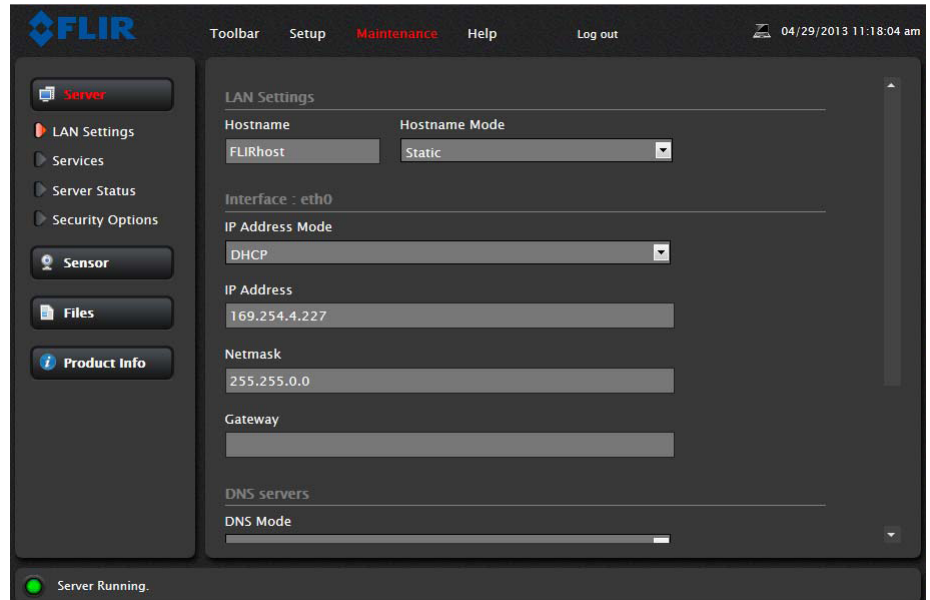 FLIR
Toolbar Setup Maintenance Help Log out 04/29/2013 11:18:04 am
Server
LAN Settings
Services
Server Status
Security Options
Sensor
Files
Product Info
LAN Settings
Hostname Hostname Mode
FLIRhost Static
Interface : eth0
IP Address Mode
DHCP
IP Address
169.254.4.227
Netmask
255.255.0.0
Gateway
DNS servers
DNS Mode
Server Running.